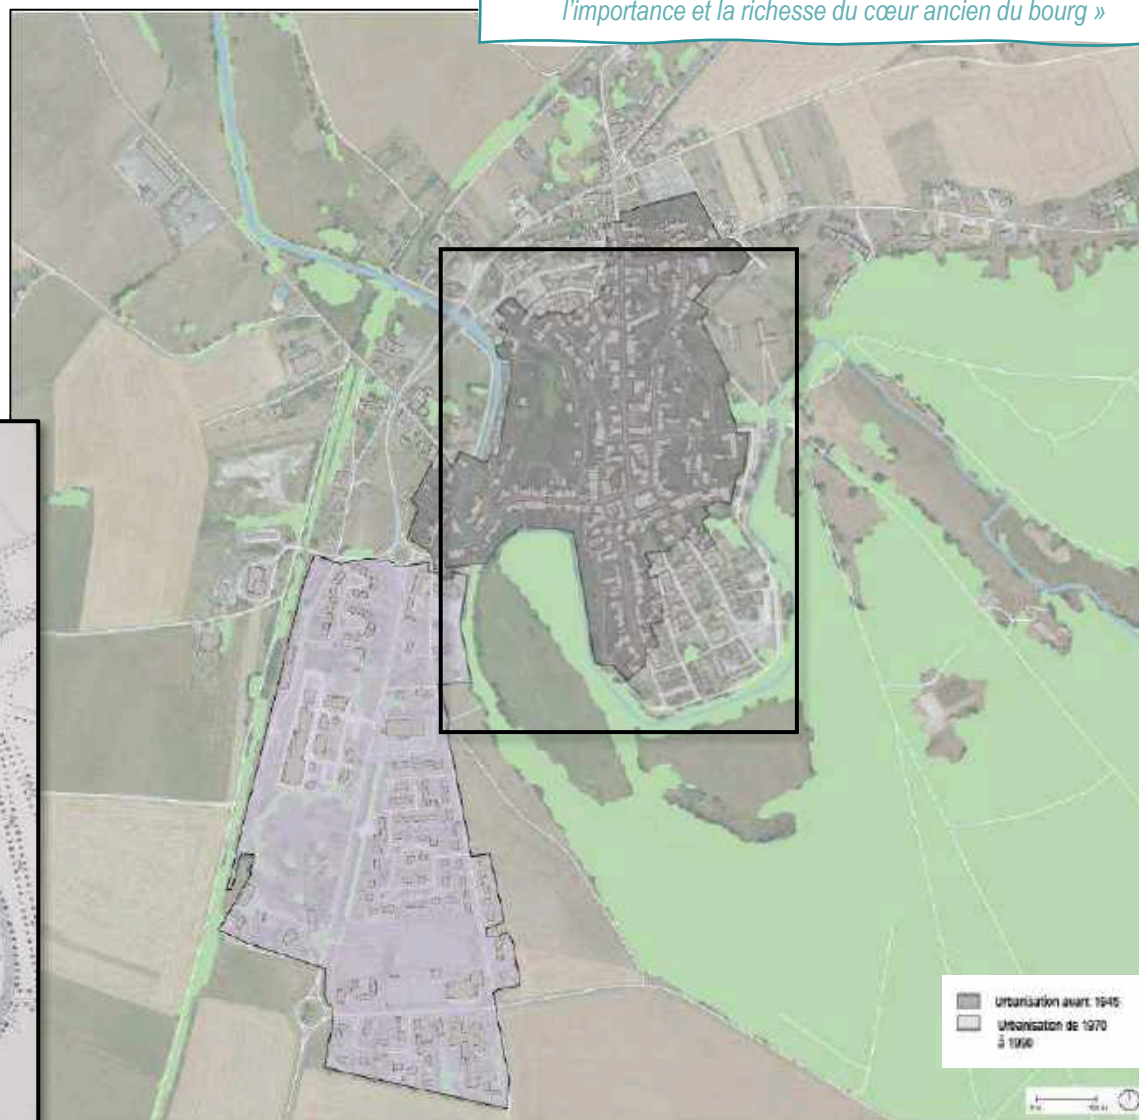 l'importance et la richesse du cœur ancien du bourg »
Urbanisation avant 1945
Urbanisation de 1970
à 1990